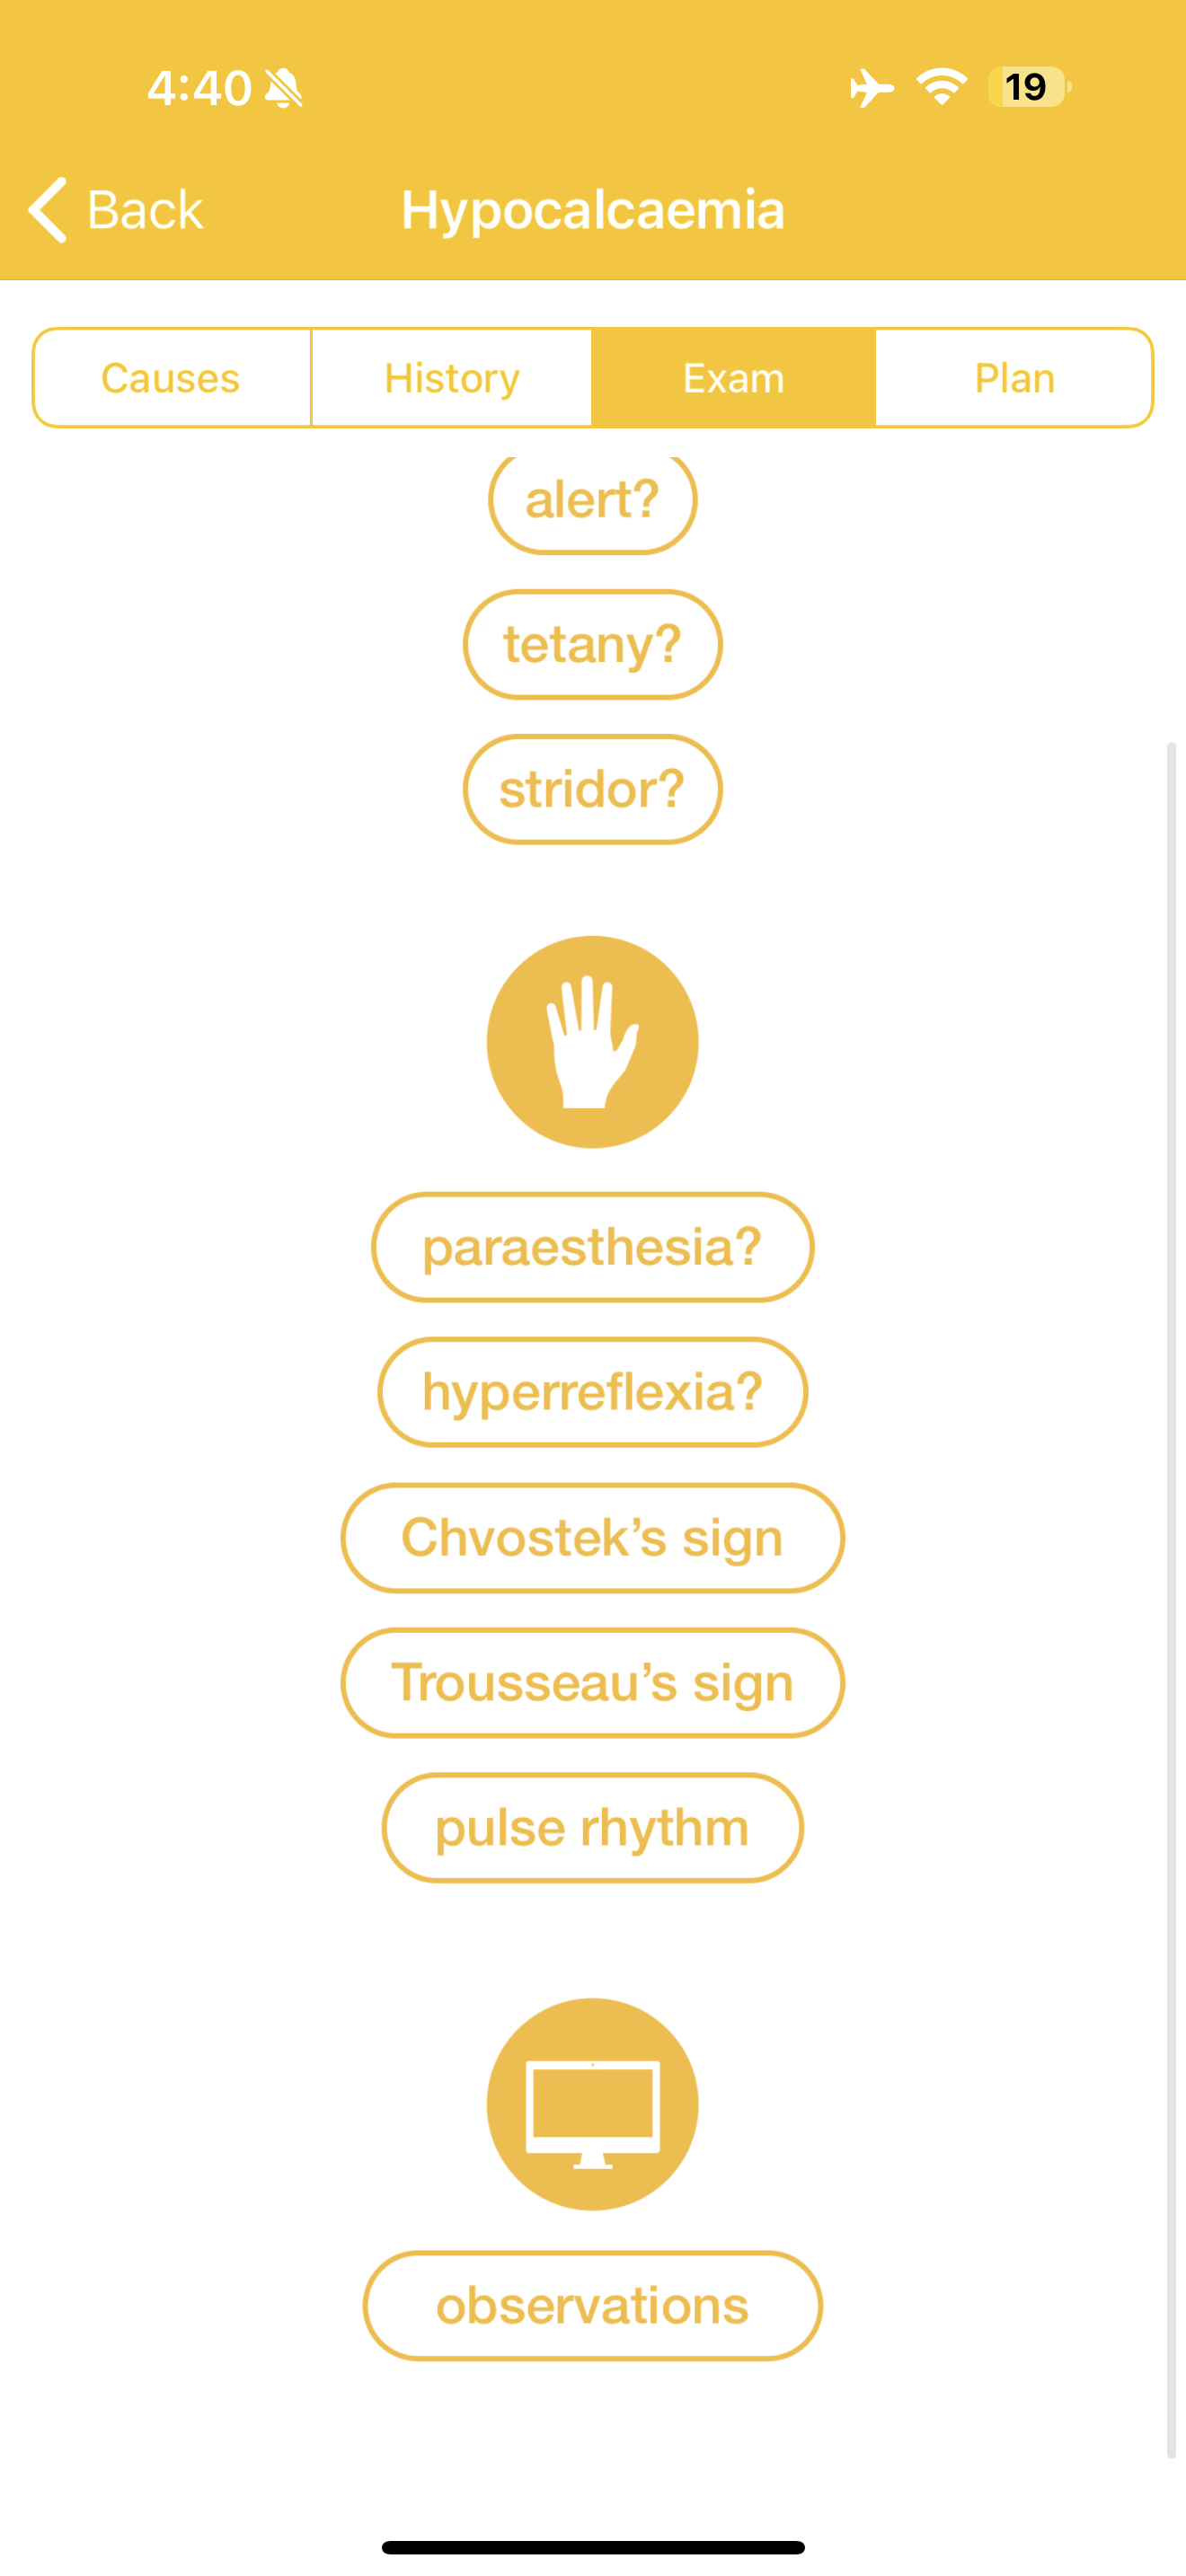 4:40
19
Back
Hypocalcaemia
Causes
History
Exam
Plan
alert?
tetany?
stridor?
paraesthesia?
hyperreflexia?
Chvostek’s sign
Trousseau’s sign
pulse rhythm
observations